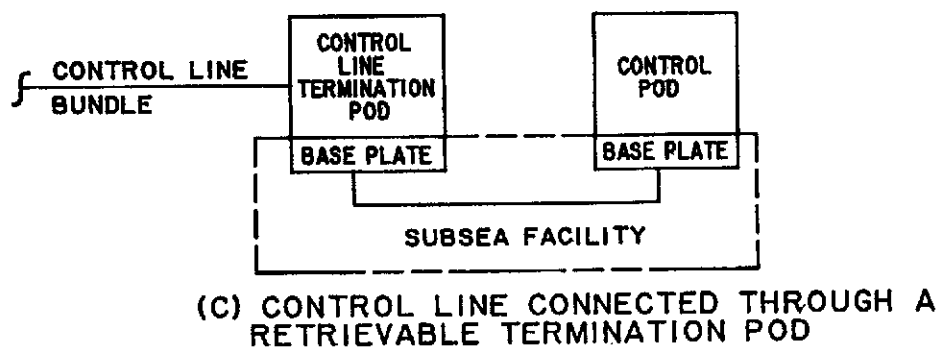 CONTROL LINE
BUNDLE
CONTROL
LINE
TERMINATION
POD
BASE PLATE
CONTROL
POD
BASE PLATE
SUBSEA FACILITY
(C) CONTROL LINE CONNECTED THROUGH A
RETRIEVABLE TERMINATION POD